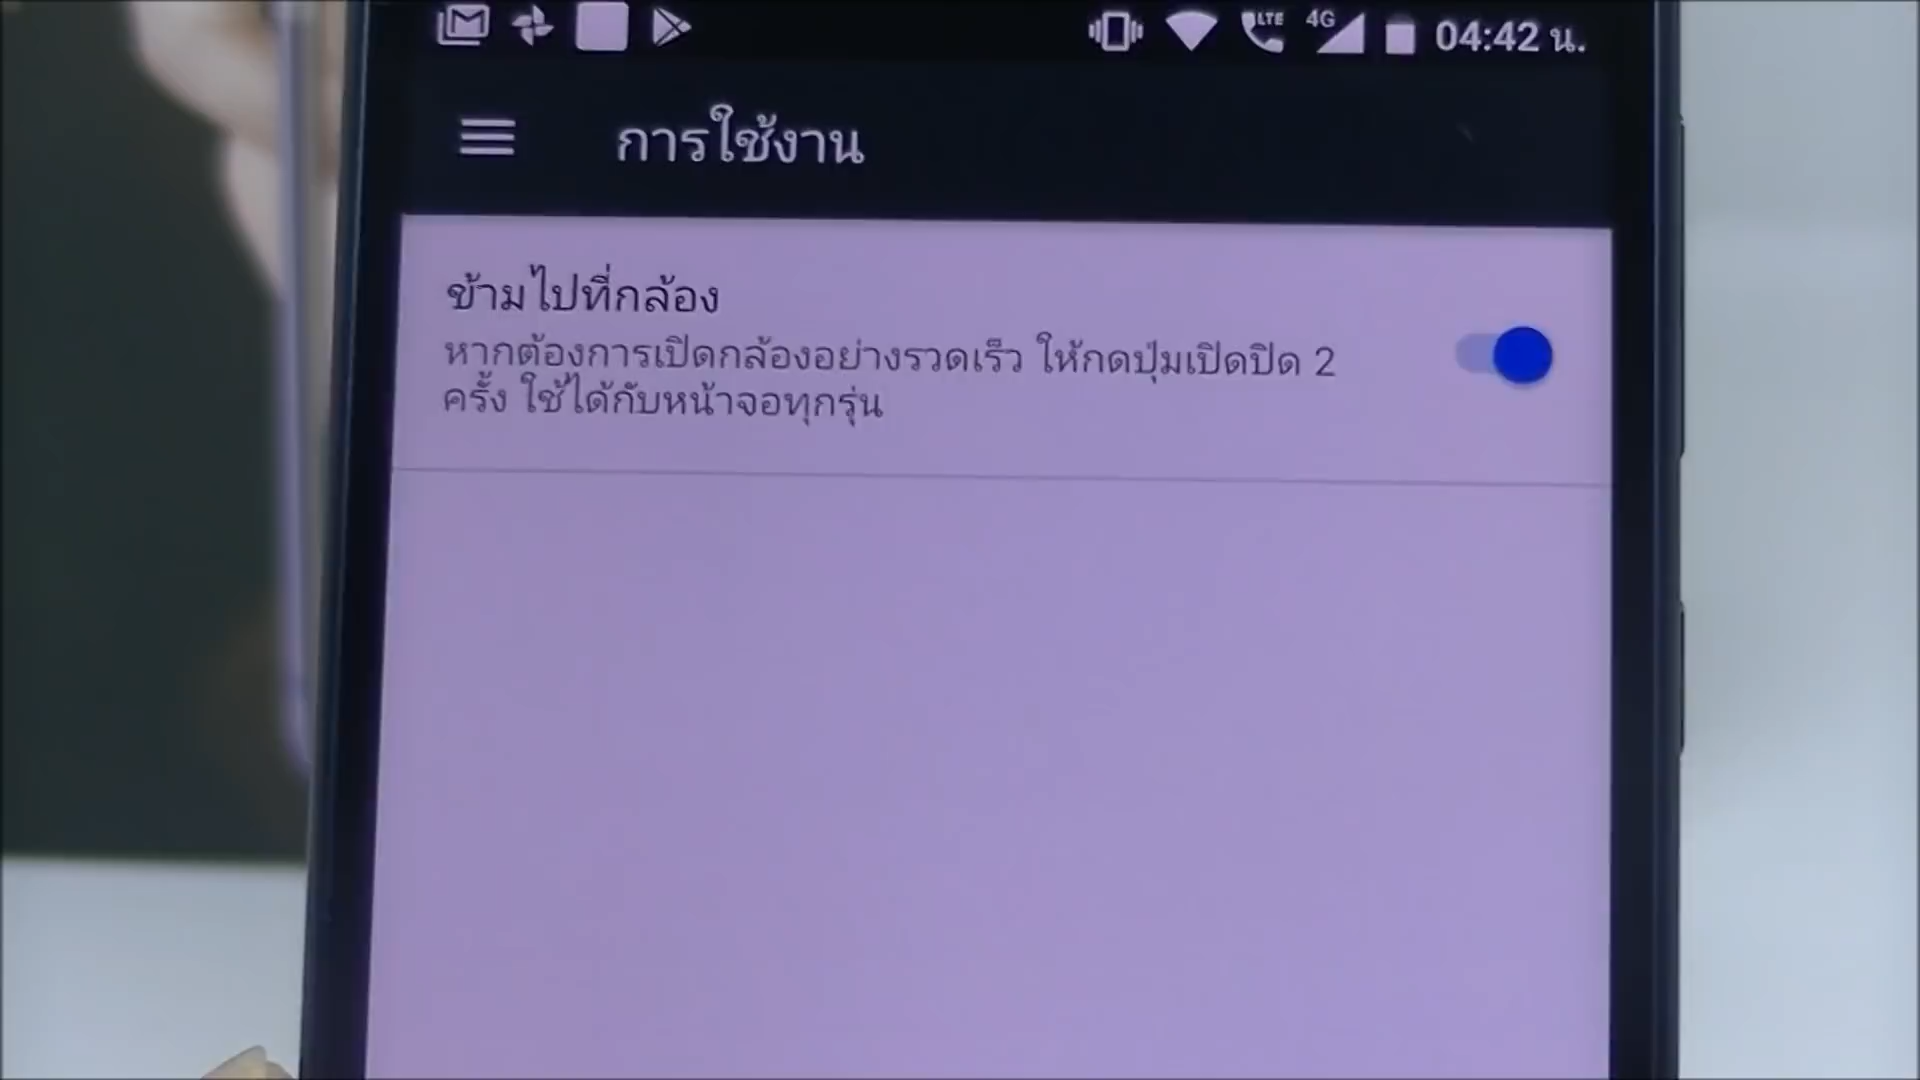 LTE 4G 04:42 น.
การใช้งาน
ข้ามไปที่กล้อง
หากต้องการเปิดกล้องอย่างรวดเร็ว ให้กดปุ่มเปิดปิด 2
ครั้ง ใช้ได้กับหน้าจอทุกรุ่น